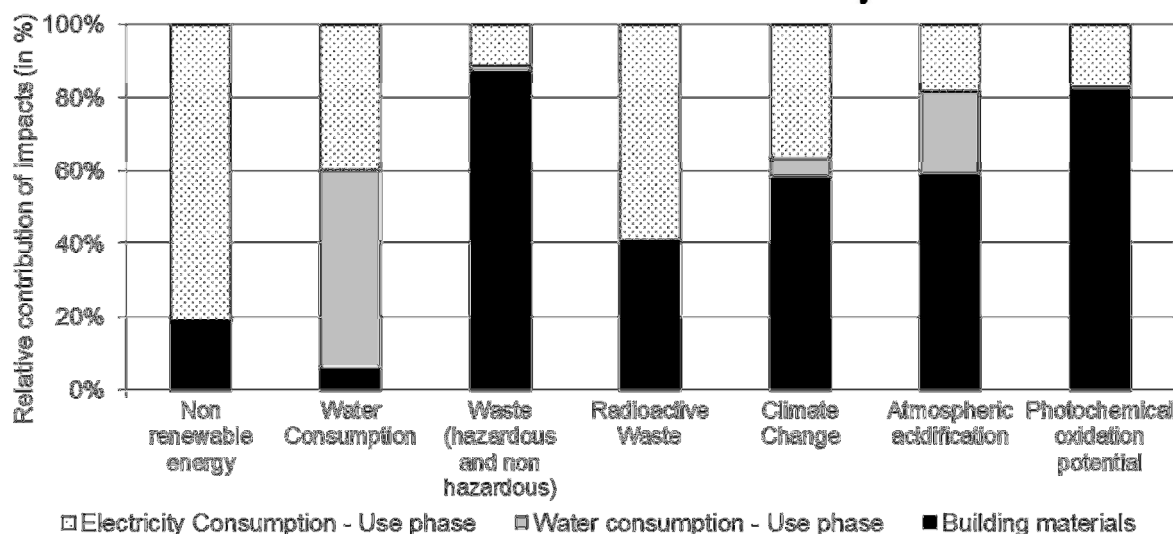 Relative contribution of impacts (in %)
100%
80%
60%
40%
20%
0%
Non
renewable
energy
Water
Consumption
Waste
(hazardous
and non
hazardous)
Radioactive
Waste
Climate
Change
Atmospheric
acidification
Photochemical
oxidation
potential
Electricity Consumption - Use phase
Water consumption - Use phase
Building materials